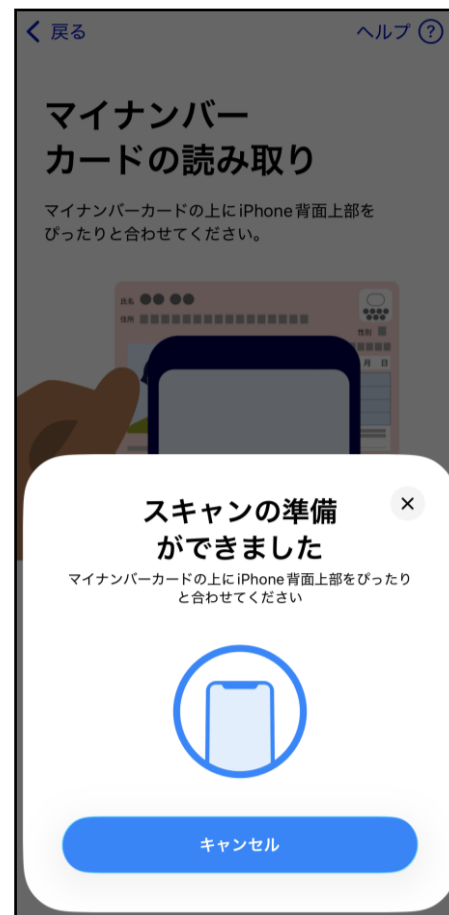 戻る
ヘルプ ?
マイナンバー
カードの読み取り
マイナンバーカードの上にiPhone背面上部を
ぴったりと合わせてください。
氏名
住所
性別
月 日
スキャンの準備
ができました
マイナンバーカードの上にiPhone背面上部をぴったり
と合わせてください
キャンセル